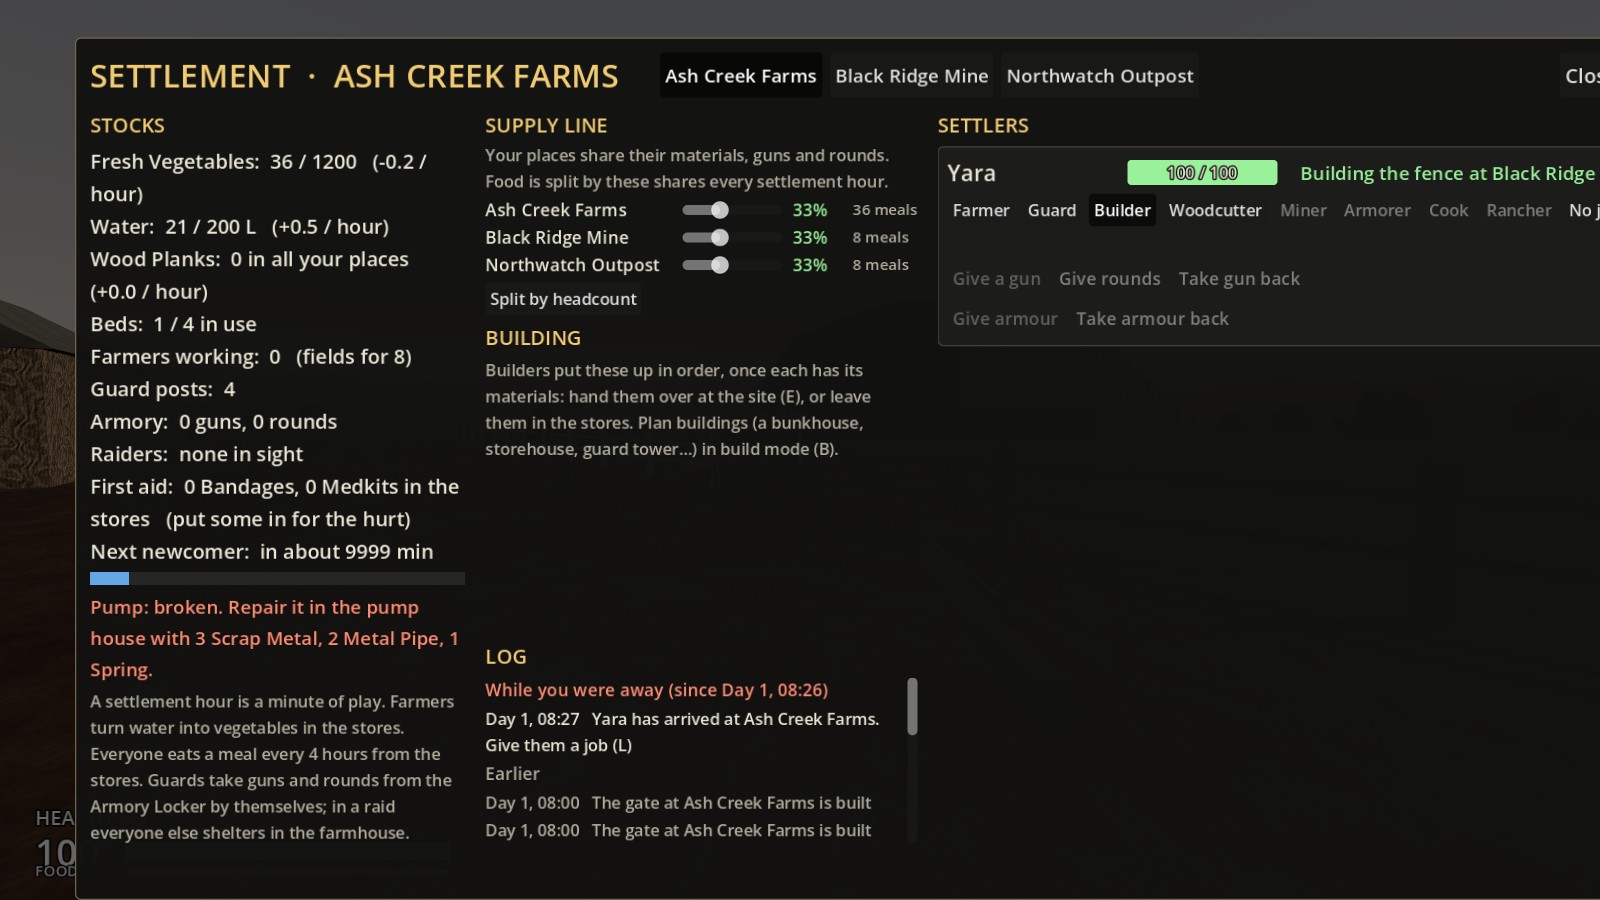 SETTLEMENT · ASH CREEK FARMS
Ash Creek Farms
Black Ridge Mine
Northwatch Outpost
STOCKS
Fresh Vegetables: 36 / 1200 (-0.2 /
hour)
Water: 21 / 200 L (+0.5 / hour)
Wood Planks: 0 in all your places
(+0.0 / hour)
Beds: 1 / 4 in use
Farmers working: 0 (fields for 8)
Guard posts: 4
Armory: 0 guns, 0 rounds
Raiders: none in sight
First aid: 0 Bandages, 0 Medkits in the
stores (put some in for the hurt)
Next newcomer: in about 9999 min
Pump: broken. Repair it in the pump
house with 3 Scrap Metal, 2 Metal Pipe, 1
Spring.
A settlement hour is a minute of play. Farmers
turn water into vegetables in the stores.
Everyone eats a meal every 4 hours from the
stores. Guards take guns and rounds from the
Armory Locker by themselves; in a raid
everyone else shelters in the farmhouse.
SUPPLY LINE
Your places share their materials, guns and rounds.
Food is split by these shares every settlement hour.
Ash Creek Farms 33% 36 meals
Black Ridge Mine 33% 8 meals
Northwatch Outpost 33% 8 meals
Split by headcount
BUILDING
Builders put these up in order, once each has its
materials: hand them over at the site (E), or leave
them in the stores. Plan buildings (a bunkhouse,
storehouse, guard tower...) in build mode (B).
LOG
While you were away (since Day 1, 08:26)
Day 1, 08:27 Yara has arrived at Ash Creek Farms.
Give them a job (L)
Earlier
Day 1, 08:00 The gate at Ash Creek Farms is built
Day 1, 08:00 The gate at Ash Creek Farms is built
SETTLERS
Yara 100 / 100 Building the fence at Black Ridge
Farmer Guard Builder Woodcutter Miner Armorer Cook Rancher No
Give a gun Give rounds Take gun back
Give armour Take armour back
FOOD